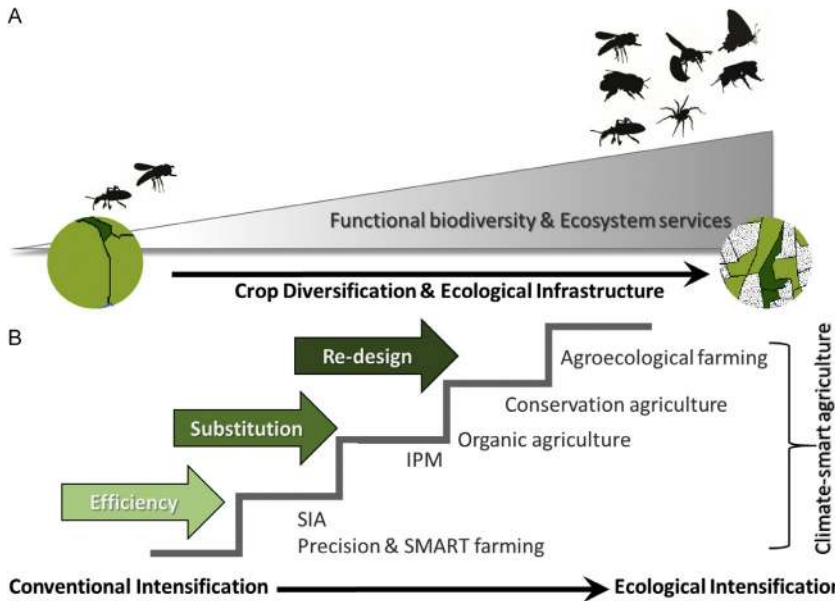 A
Functional biodiversity & Ecosystem services
Crop Diversification & Ecological Infrastructure
B
Re-design
Agroecological farming
Substitution
Conservation agriculture
Organic agriculture
IPM
Efficiency
SIA
Precision & SMART farming
Climate-smart agriculture
Conventional Intensification
Ecological Intensification